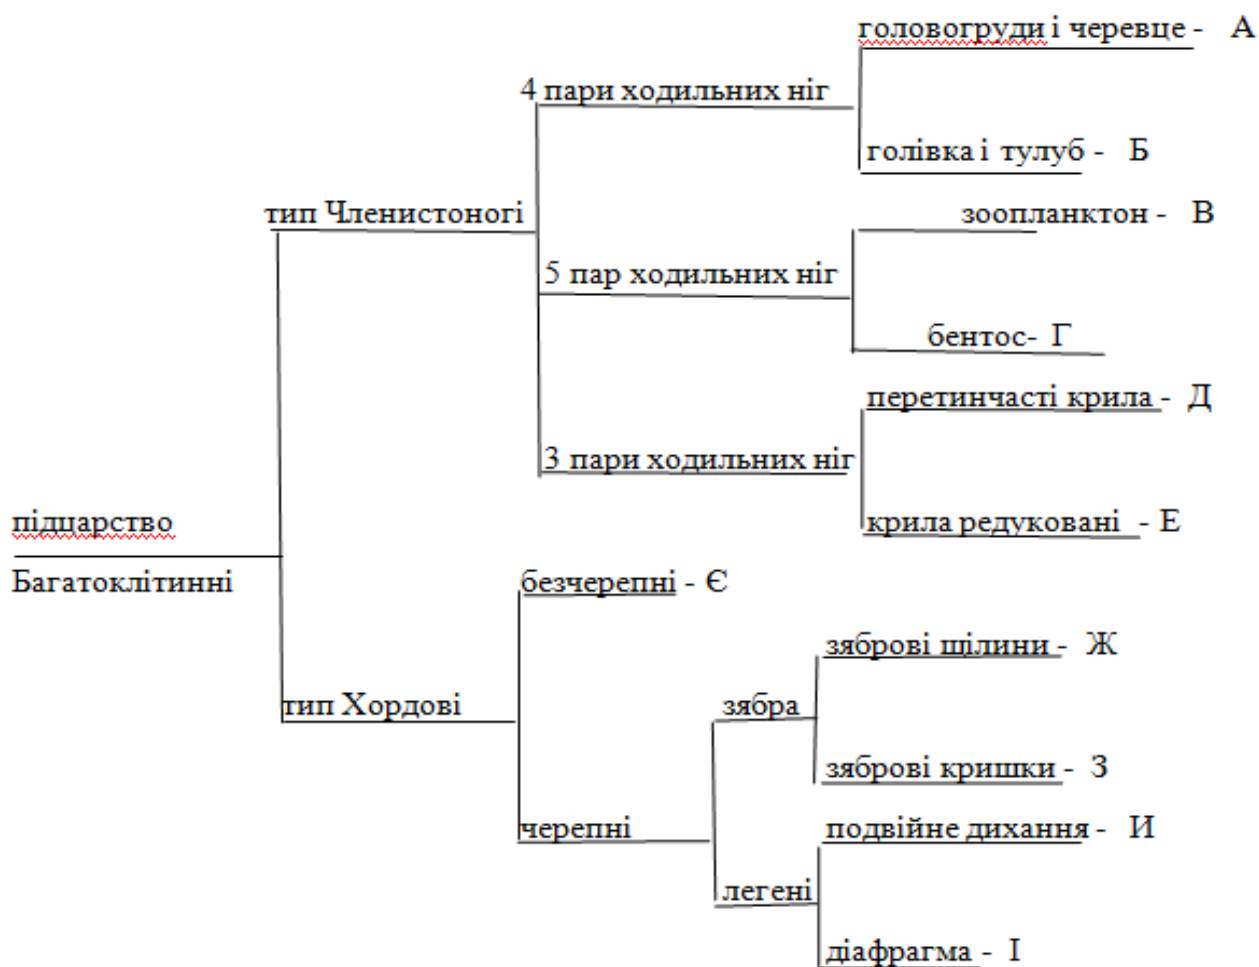 головогруди і черевце - А
4 пари ходильних ніг
голівка і тулуб - Б
тип Членистоногі
зоопланктон - В
5 пар ходильних ніг
бентос- Г
перетинчасті крила - Д
3 пари ходильних ніг
підцарство
крила редуковані - Е
Багатоклітинні
безчерепні - Є
зяброві щілини - Ж
тип Хордові
зябра
зяброві кришки - З
черепні
подвійне дихання - И
легені
діафрагма - І